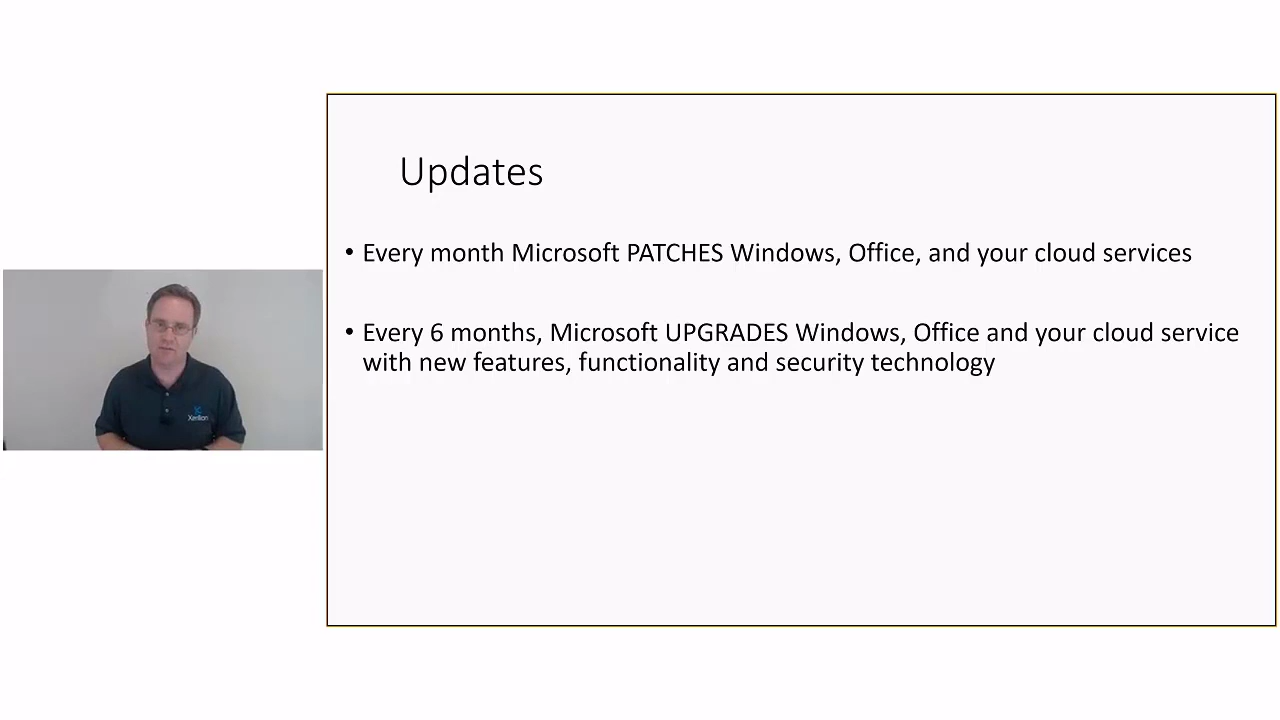 Updates
• Every month Microsoft PATCHES Windows, Office, and your cloud services
• Every 6 months, Microsoft UPGRADES Windows, Office and your cloud service
with new features, functionality and security technology
Xerillion